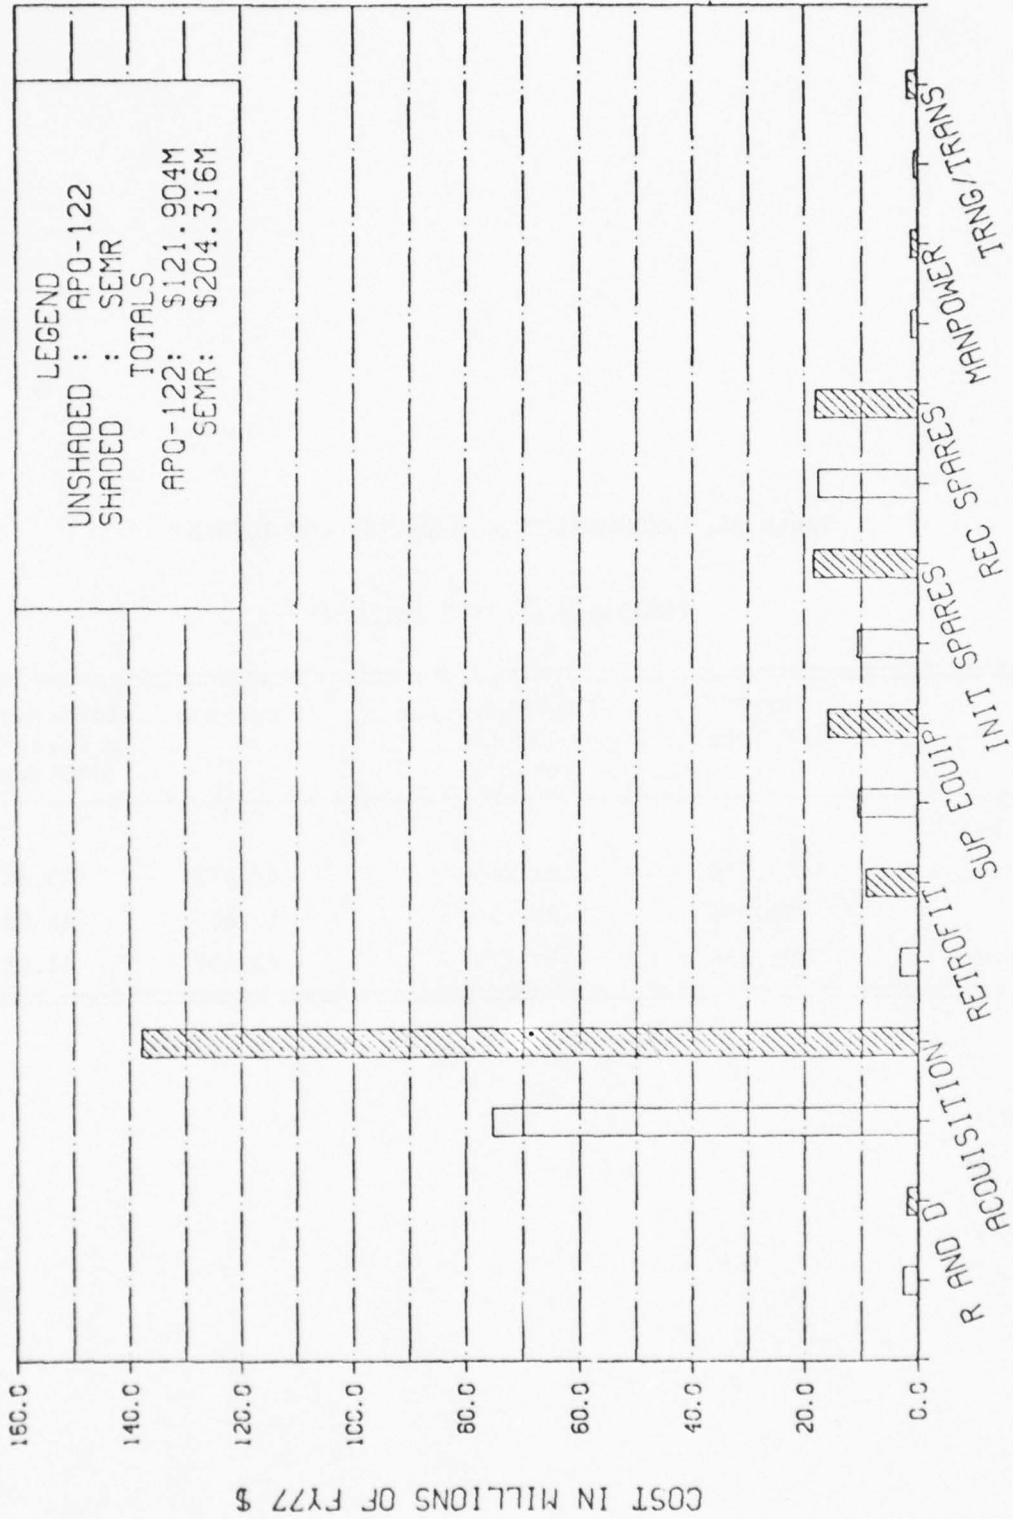 LEGEND
UNSHADED : APO-122
SHADED : SEMR
TOTALS
APO-122: $121.904M
SEMR: $204.316M
COST IN MILLIONS OF FY77 $
160.0
140.0
120.0
100.0
80.0
60.0
40.0
20.0
0.0
R AND D
ACQUISITION
RETROFIT
SUP EQUIP
INIT SPARES
REC SPARES
MANPOWER
TRNG/TRANS